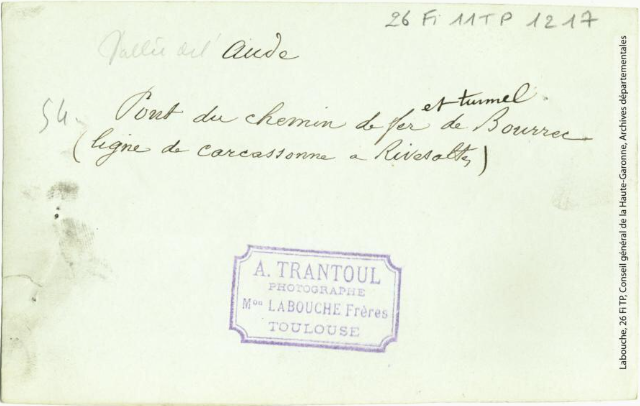 26 Fi 11 TP 1217
Vallée de l' Aude
54.
et tunnel
Pont du chemin de fer de Bourrec
(ligne de carcassonne a Rivesaltes)
A. TRANTOUL
PHOTOGRAPHE
Mon LABOUCHE Frères
TOULOUSE
Labouche, 26 Fi TP, Conseil général de la Haute-Garonne, Archives départementales